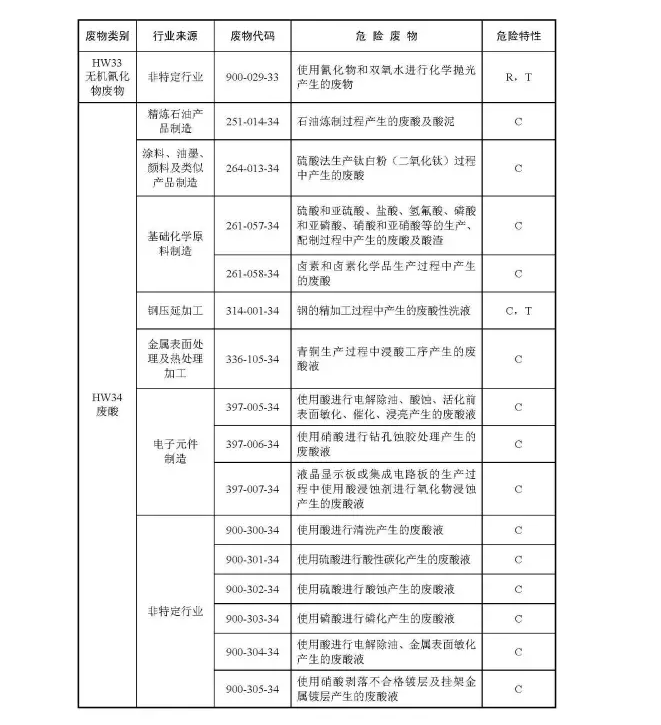 废物类别 行业来源 废物代码 危险废物 危险特性
HW33
无机氰化
物废物
非特定行业
900-029-33
使用氰化物和双氧水进行化学抛光
产生的废物
R，T
HW34
废酸
精炼石油产
品制造
251-014-34
石油炼制过程产生的废酸及酸泥
C
涂料、油墨、
颜料及类似
产品制造
264-013-34
硫酸法生产钛白粉（二氧化钛）过程
中产生的废酸
C
基础化学原
料制造
261-057-34
硫酸和亚硫酸、盐酸、氢氟酸、磷酸
和亚磷酸、硝酸和亚硝酸等的生产、
配制过程中产生的废酸及酸渣
C
261-058-34
卤素和卤素化学品生产过程中产生
的废酸
C
钢压延加工
314-001-34
钢的精加工过程中产生的废酸性洗液
C，T
金属表面处
理及热处理
加工
336-105-34
青铜生产过程中浸酸工序产生的废
酸液
C
电子元件
制造
397-005-34
使用酸进行电解除油、酸蚀、活化前
表面敏化、催化、浸亮产生的废酸液
C
397-006-34
使用硝酸进行钻孔蚀胶处理产生的
废酸液
C
397-007-34
液晶显示板或集成电路板的生产过
程中使用酸浸蚀剂进行氧化物浸蚀
产生的废酸液
C
非特定行业
900-300-34
使用酸进行清洗产生的废酸液
C
900-301-34
使用硫酸进行酸性碳化产生的废酸液
C
900-302-34
使用硫酸进行酸蚀产生的废酸液
C
900-303-34
使用磷酸进行磷化产生的废酸液
C
900-304-34
使用酸进行电解除油、金属表面敏化
产生的废酸液
C
900-305-34
使用硝酸剥落不合格镀层及挂架金
属镀层产生的废酸液
C